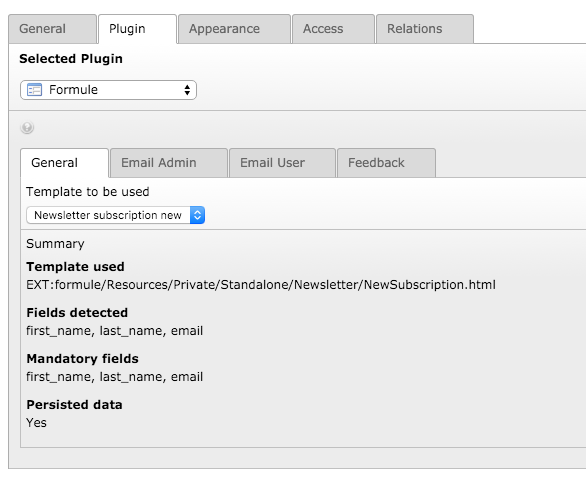 General Plugin Appearance Access Relations
Selected Plugin
Formule
General Email Admin Email User Feedback
Template to be used
Newsletter subscription new
Summary
Template used
EXT:formule/Resources/Private/Standalone/Newsletter/NewSubscription.html
Fields detected
first_name, last_name, email
Mandatory fields
first_name, last_name, email
Persisted data
Yes